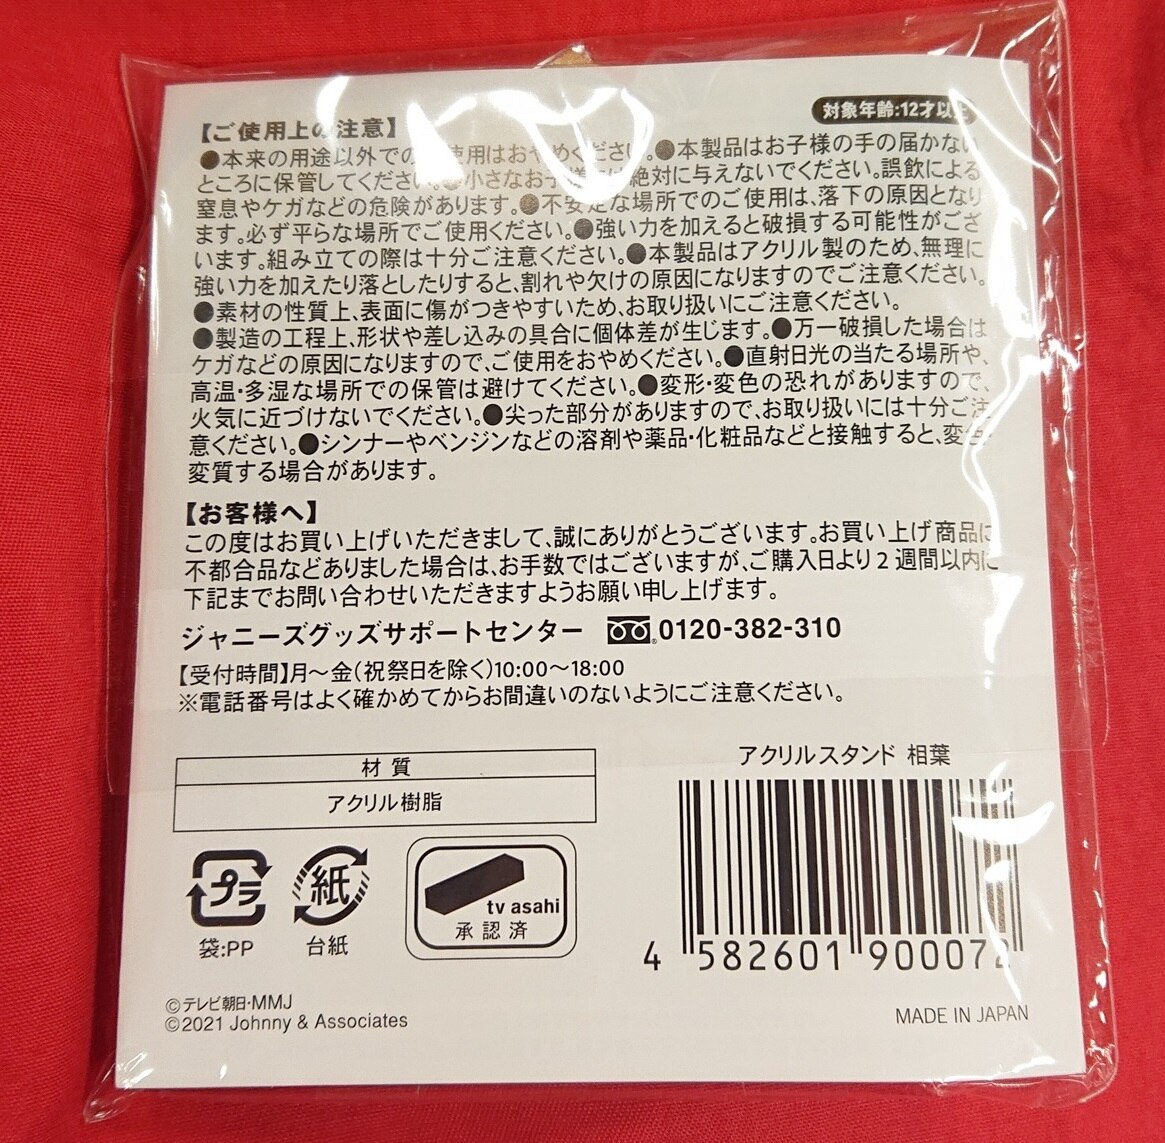 対象年齢:12才以
【ご使用上の注意】
●本来の用途以外での 使用はおやめください。●本製品はお子様の手の届かない
ところに保管してください。●小さなお子様 は絶対に与えないでください。誤飲による
窒息やケガなどの危険があります。●不安定な場所でのご使用は、落下の原因となり
ます。必ず平らな場所でご使用ください。●強い力を加えると破損する可能性がござ
います。組み立ての際は十分ご注意ください。●本製品はアクリル製のため、無理に
強い力を加えたり落としたりすると、割れや欠けの原因になりますのでご注意ください。
●素材の性質上、表面に傷がつきやすいため、お取り扱いにご注意ください。
●製造の工程上、形状や差し込みの具合に個体差が生じます。●万一破損した場合は
ケガなどの原因になりますので、ご使用をおやめください。●直射日光の当たる場所や、
高温・多湿な場所での保管は避けてください。●変形・変色の恐れがありますので、
火気に近づけないでください。●尖った部分がありますので、お取り扱いには十分ご注
意ください。●シンナーやベンジンなどの溶剤や薬品・化粧品などと接触すると、変色
変質する場合があります。
【お客様へ】
この度はお買い上げいただきまして、誠にありがとうございます。お買い上げ商品に
不都合品などありました場合は、お手数ではございますが、ご購入日より2週間以内に
下記までお問い合わせいただきますようお願い申し上げます。
ジャニーズグッズサポートセンター 0120-382-310
【受付時間】月～金(祝祭日を除く)10:00～18:00
※電話番号はよく確かめてからお間違いのないようにご注意ください。
材質
アクリル樹脂
アクリルスタンド 相葉
プラ
袋:PP
紙
台紙
tv asahi
承認済
4 582601 900072
©テレビ朝日・MMJ
©2021 Johnny & Associates
MADE IN JAPAN